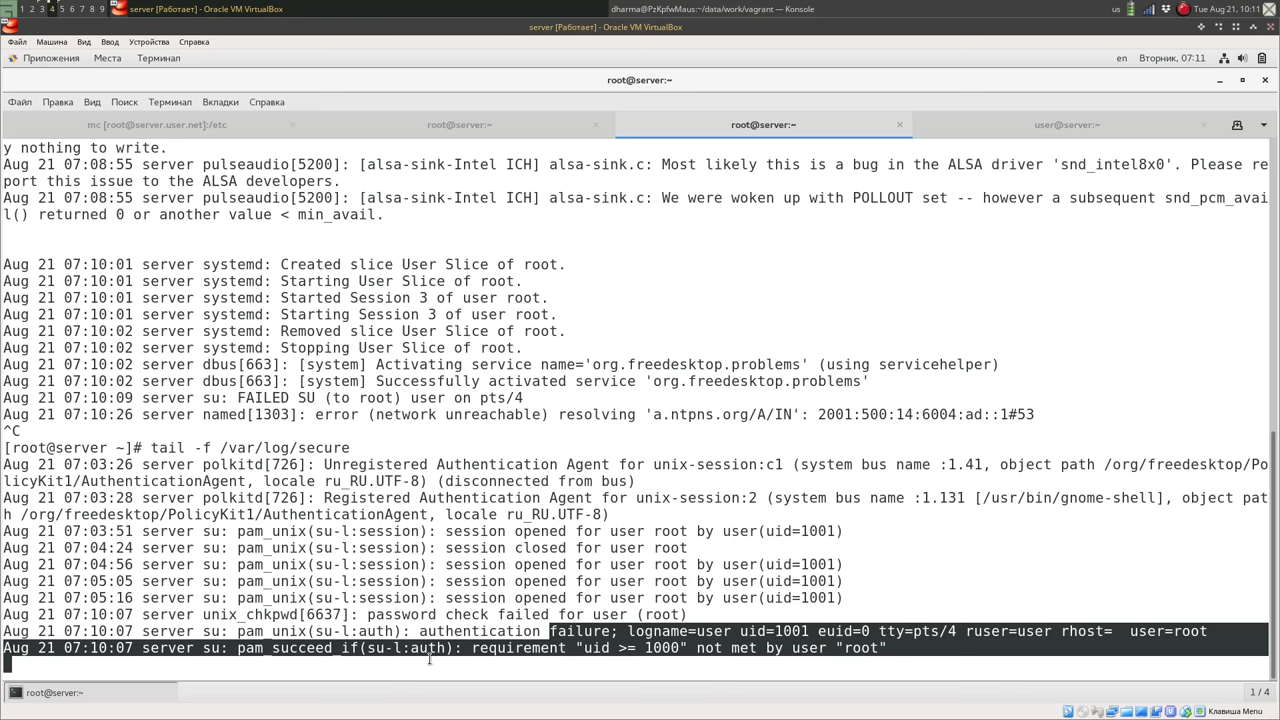 1 2 3 4 5 6 7 8 9
server [Работает] - Oracle VM VirtualBox
dharma@PzKpfwMaus:~/data/work/vagrant — Konsole
us
Tue Aug 21, 10:11
server [Работает] - Oracle VM VirtualBox
Файл Машина Вид Ввод Устройства Справка
Приложения Места Терминал
en Вторник, 07:11
root@server:~
Файл Правка Вид Поиск Терминал Вкладки Справка
mc [root@server.user.net]:/etc
root@server:~
root@server:~
user@server:~
y nothing to write.
Aug 21 07:08:55 server pulseaudio[5200]: [alsa-sink-Intel ICH] alsa-sink.c: Most likely this is a bug in the ALSA driver 'snd_intel8x0'. Please re
port this issue to the ALSA developers.
Aug 21 07:08:55 server pulseaudio[5200]: [alsa-sink-Intel ICH] alsa-sink.c: We were woken up with POLLOUT set -- however a subsequent snd_pcm_avai
l() returned 0 or another value < min_avail.
Aug 21 07:10:01 server systemd: Created slice User Slice of root.
Aug 21 07:10:01 server systemd: Starting User Slice of root.
Aug 21 07:10:01 server systemd: Started Session 3 of user root.
Aug 21 07:10:01 server systemd: Starting Session 3 of user root.
Aug 21 07:10:02 server systemd: Removed slice User Slice of root.
Aug 21 07:10:02 server systemd: Stopping User Slice of root.
Aug 21 07:10:02 server dbus[663]: [system] Activating service name='org.freedesktop.problems' (using servicehelper)
Aug 21 07:10:02 server dbus[663]: [system] Successfully activated service 'org.freedesktop.problems'
Aug 21 07:10:09 server su: FAILED SU (to root) user on pts/4
Aug 21 07:10:26 server named[1303]: error (network unreachable) resolving 'a.ntpns.org/A/IN': 2001:500:14:6004:ad::1#53
^C
[root@server ~]# tail -f /var/log/secure
Aug 21 07:03:26 server polkitd[726]: Unregistered Authentication Agent for unix-session:c1 (system bus name :1.41, object path /org/freedesktop/Po
licyKit1/AuthenticationAgent, locale ru_RU.UTF-8) (disconnected from bus)
Aug 21 07:03:28 server polkitd[726]: Registered Authentication Agent for unix-session:2 (system bus name :1.131 [/usr/bin/gnome-shell], object pat
h /org/freedesktop/PolicyKit1/AuthenticationAgent, locale ru_RU.UTF-8)
Aug 21 07:03:51 server su: pam_unix(su-l:session): session opened for user root by user(uid=1001)
Aug 21 07:04:24 server su: pam_unix(su-l:session): session closed for user root
Aug 21 07:04:56 server su: pam_unix(su-l:session): session opened for user root by user(uid=1001)
Aug 21 07:05:05 server su: pam_unix(su-l:session): session opened for user root by user(uid=1001)
Aug 21 07:05:16 server su: pam_unix(su-l:session): session opened for user root by user(uid=1001)
Aug 21 07:10:07 server unix_chkpwd[6637]: password check failed for user (root)
Aug 21 07:10:07 server su: pam_unix(su-l:auth): authentication failure; logname=user uid=1001 euid=0 tty=pts/4 ruser=user rhost=  user=root
Aug 21 07:10:07 server su: pam_succeed_if(su-l:auth): requirement "uid >= 1000" not met by user "root"
root@server:~
1 / 4
Клавиша Menu